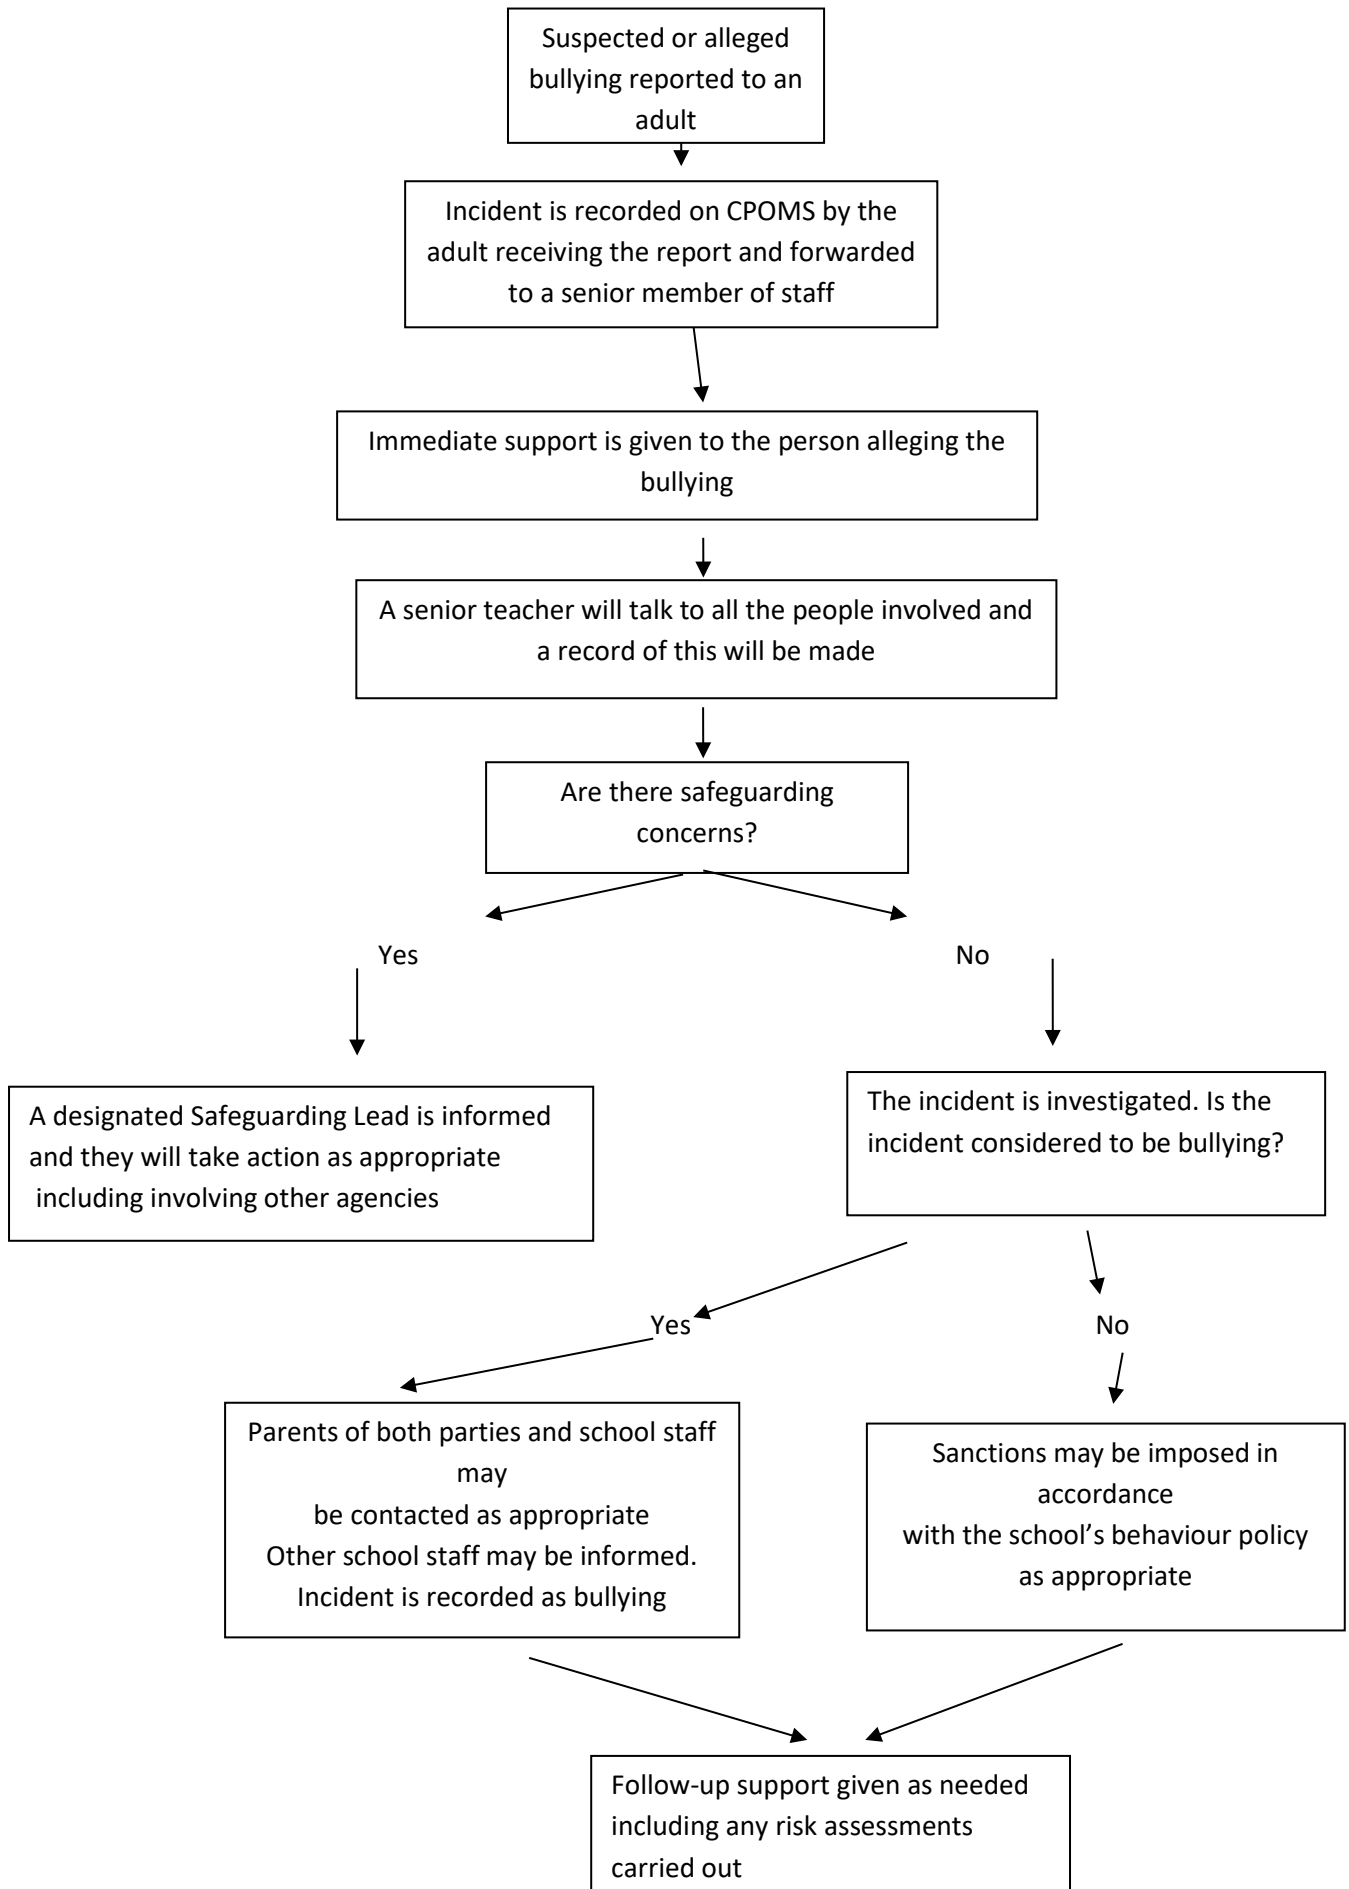 Suspected or alleged
bullying reported to an
adult
Incident is recorded on CPOMS by the
adult receiving the report and forwarded
to a senior member of staff
Immediate support is given to the person alleging the
bullying
A senior teacher will talk to all the people involved and
a record of this will be made
Are there safeguarding
concerns?
Yes
No
A designated Safeguarding Lead is informed
and they will take action as appropriate
including involving other agencies
The incident is investigated. Is the
incident considered to be bullying?
Yes
No
Parents of both parties and school staff
may
be contacted as appropriate
Other school staff may be informed.
Incident is recorded as bullying
Sanctions may be imposed in
accordance
with the school’s behaviour policy
as appropriate
Follow-up support given as needed
including any risk assessments
carried out